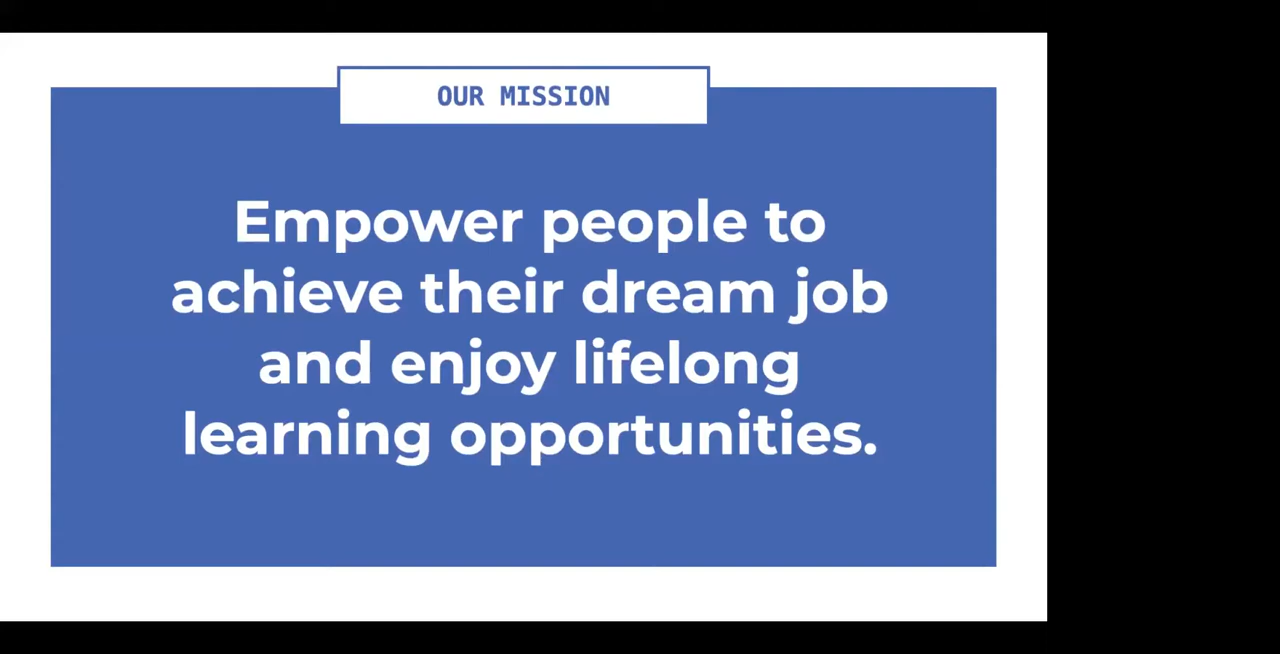 OUR MISSION
Empower people to
achieve their dream job
and enjoy lifelong
learning opportunities.